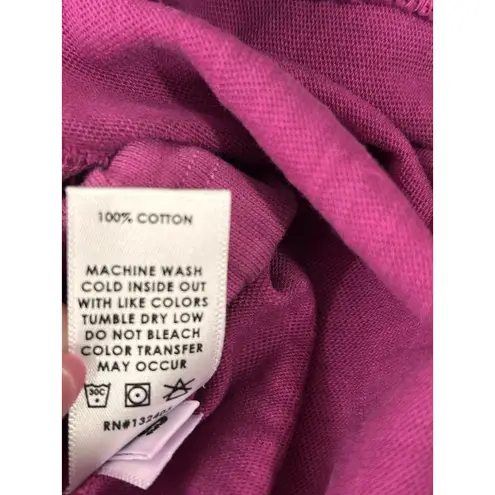 100% COTTON
MACHINE WASH
COLD INSIDE OUT
WITH LIKE COLORS
TUMBLE DRY LOW
DO NOT BLEACH
COLOR TRANSFER
MAY OCCUR
30C